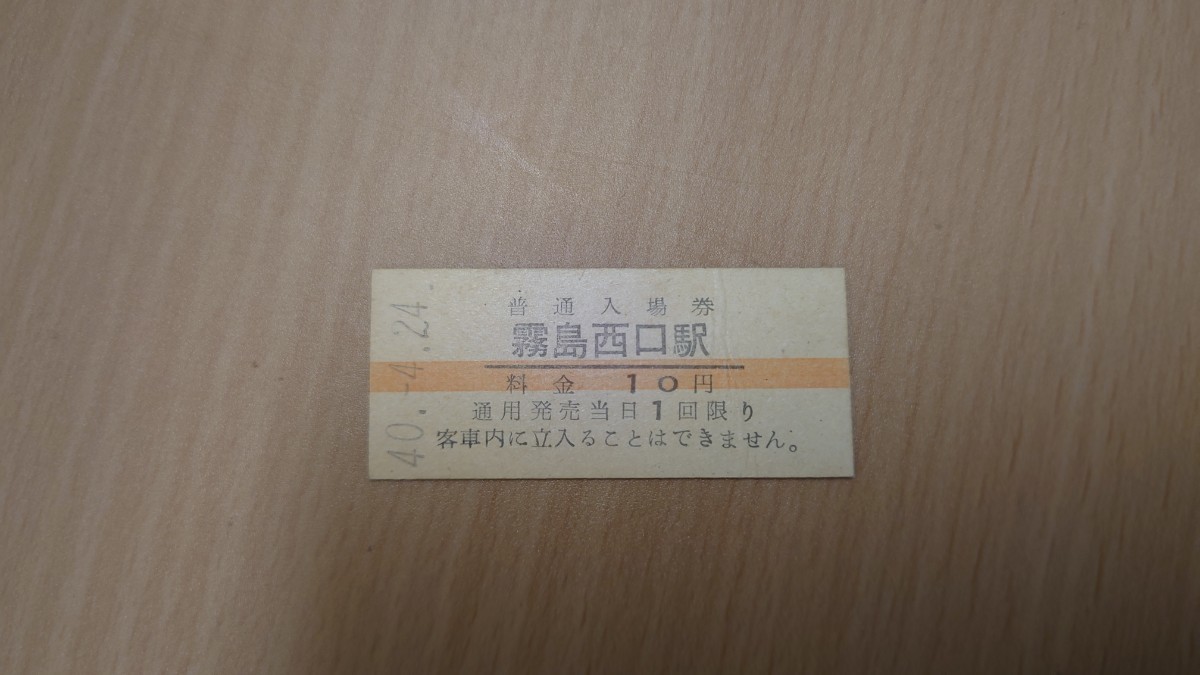 普通入場券
霧島西口駅
料金 10円
通用発売当日1回限り
客車内に立入ることはできません。
40.-4.24.